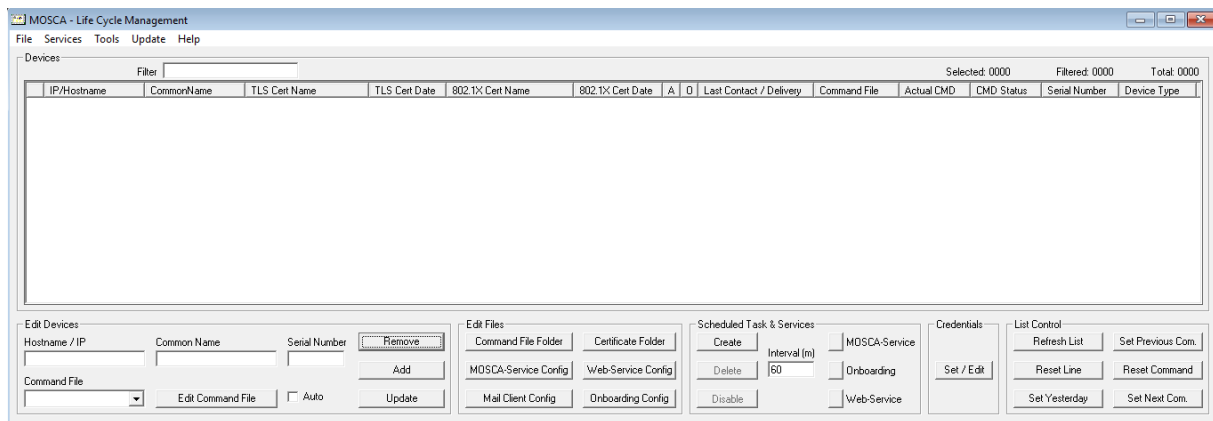 MOSCA - Life Cycle Management
File Services Tools Update Help
Devices
Filter
Selected: 0000 Filtered: 0000 Total: 0000
IP/Hostname CommonName TLS Cert Name TLS Cert Date 802.1X Cert Name 802.1X Cert Date A O Last Contact / Delivery Command File Actual CMD CMD Status Serial Number Device Type
Edit Devices
Hostname / IP Common Name Serial Number Remove
Add
Command File
Edit Command File Auto Update
Edit Files
Command File Folder Certificate Folder
MOSCA-Service Config Web-Service Config
Mail Client Config Onboarding Config
Scheduled Task & Services
Create Interval (m) MOSCA-Service
Delete 60 Onboarding
Disable Web-Service
Credentials
Set / Edit
List Control
Refresh List Set Previous Com.
Reset Line Reset Command
Set Yesterday Set Next Com.